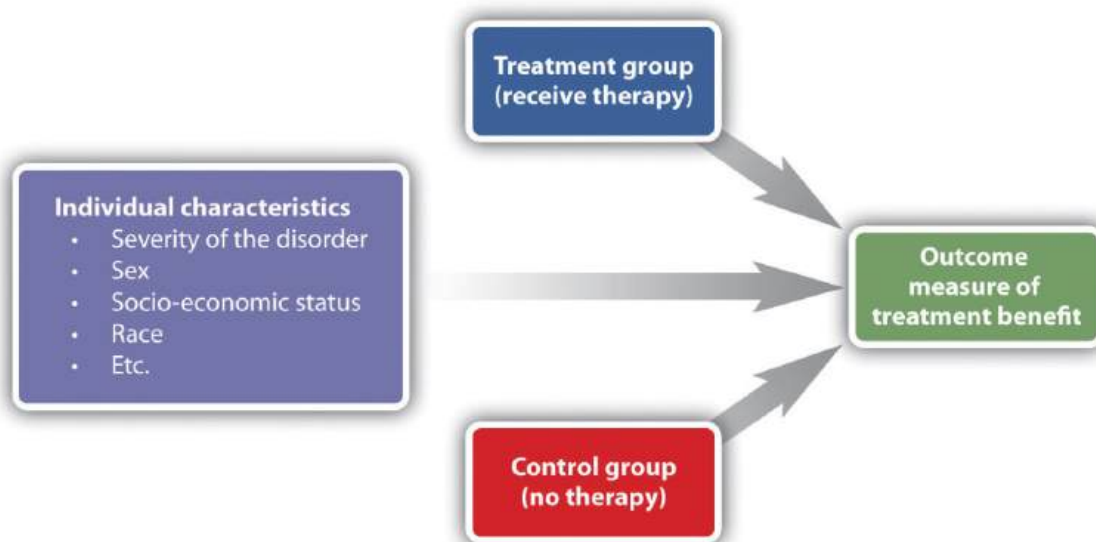 Treatment group
(receive therapy)
Individual characteristics
• Severity of the disorder
• Sex
• Socio-economic status
• Race
• Etc.
Outcome
measure of
treatment benefit
Control group
(no therapy)